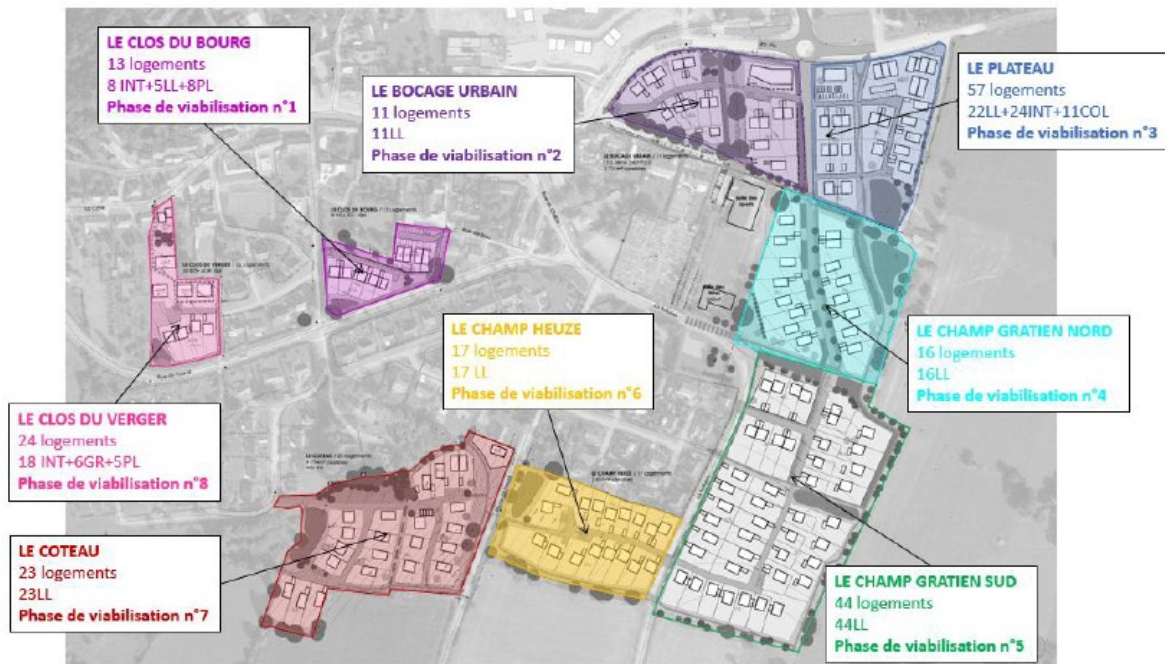 LE CLOS DU BOURG
13 logements
8 INT+5LL+8PL
Phase de viabilisation n°1
LE BOCAGE URBAIN
11 logements
11LL
Phase de viabilisation n°2
LE PLATEAU
57 logements
22LL+24INT+11COL
Phase de viabilisation n°3
LE CHAMP HEUZE
17 logements
17 LL
Phase de viabilisation n°6
LE CHAMP GRATIEN NORD
16 logements
16LL
Phase de viabilisation n°4
LE CLOS DU VERGER
24 logements
18 INT+6GR+5PL
Phase de viabilisation n°8
LE COTEAU
23 logements
23LL
Phase de viabilisation n°7
LE CHAMP GRATIEN SUD
44 logements
44LL
Phase de viabilisation n°5